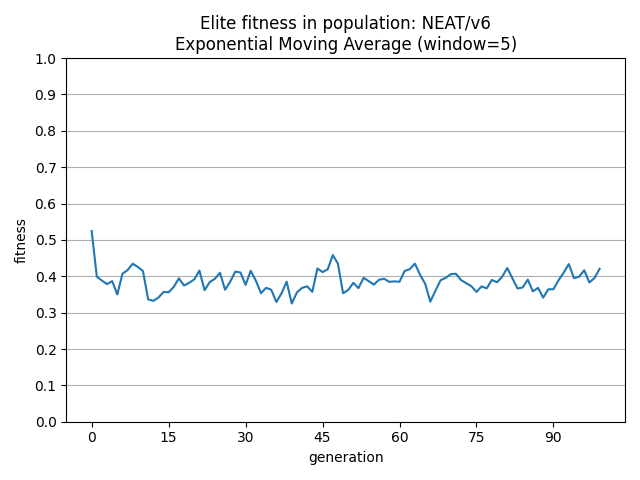 Elite fitness in population: NEAT/v6
Exponential Moving Average (window=5)
1.0
0.9
0.8
0.7
0.6
0.5
0.4
0.3
0.2
0.1
0.0
fitness
0 15 30 45 60 75 90
generation